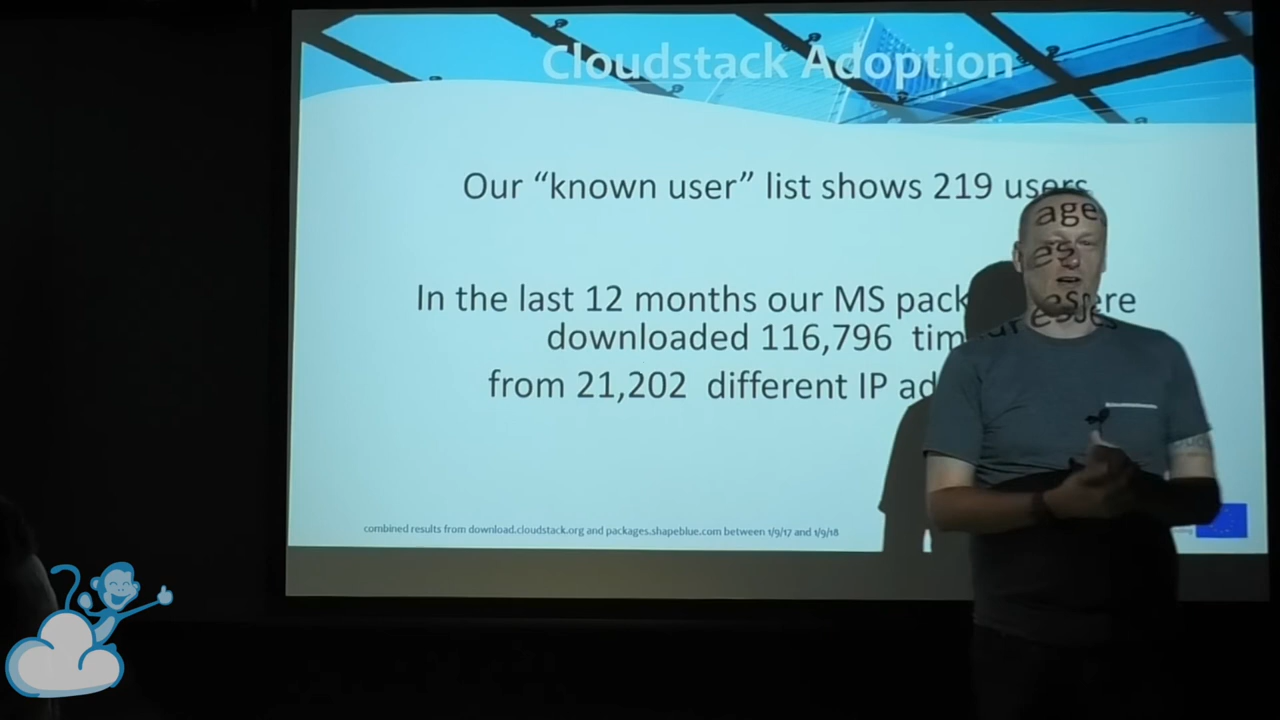 Cloudstack Adoption
Our “known user” list shows 219 users
In the last 12 months our MS pack ere
downloaded 116,796 tim
from 21,202 different IP ad
combined results from download.cloudstack.org and packages.shapeblue.com between 1/9/17 and 1/9/18